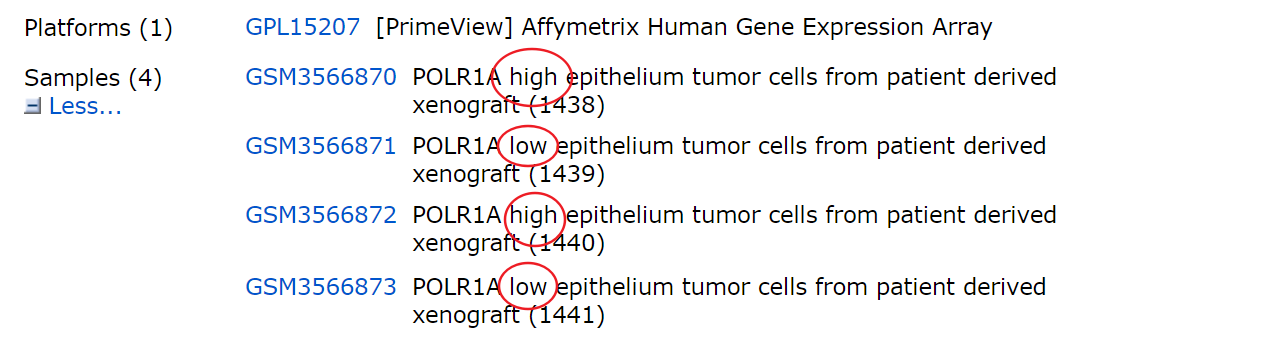 Platforms (1) GPL15207 [PrimeView] Affymetrix Human Gene Expression Array
Samples (4) GSM3566870 POLR1A high epithelium tumor cells from patient derived
Less... xenograft (1438)
GSM3566871 POLR1A low epithelium tumor cells from patient derived
xenograft (1439)
GSM3566872 POLR1A high epithelium tumor cells from patient derived
xenograft (1440)
GSM3566873 POLR1A low epithelium tumor cells from patient derived
xenograft (1441)